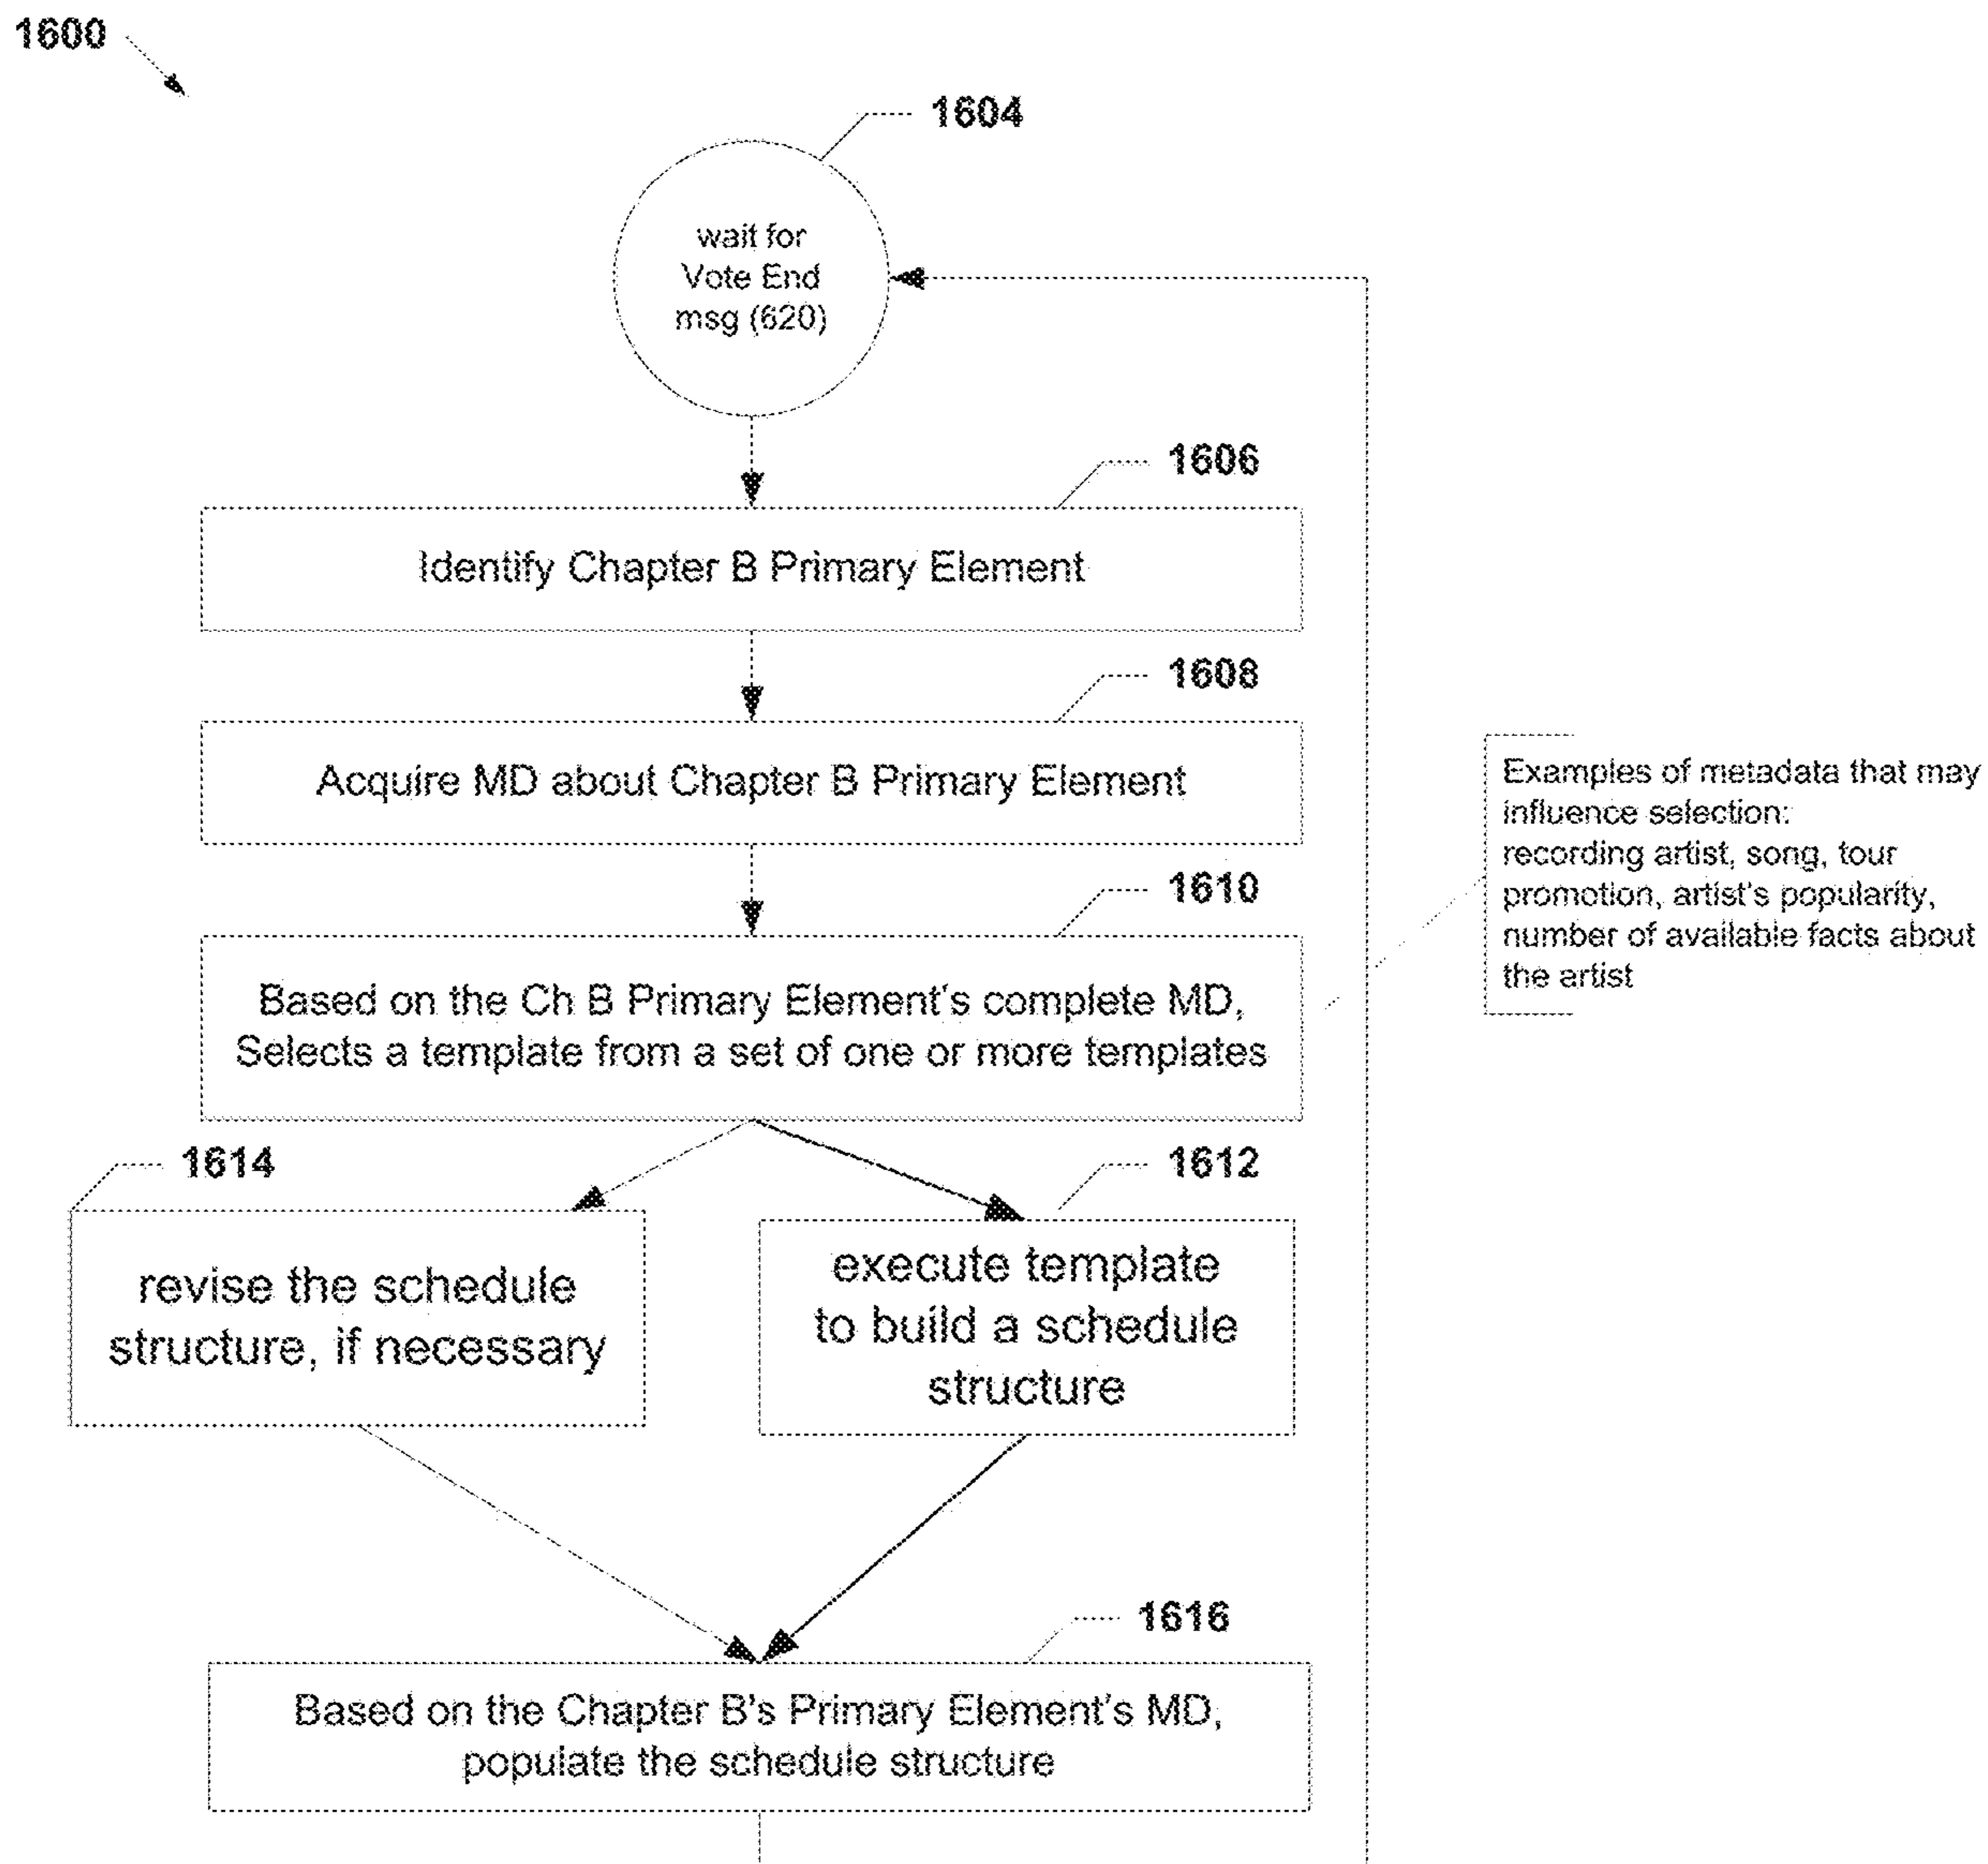 1600
1604
wait for
Vote End
msg (620)
1606
Identify Chapter B Primary Element
1608
Acquire MD about Chapter B Primary Element
Examples of metadata that may
influence selection:
recording artist, song, tour
promotion, artist's popularity,
number of available facts about
the artist
1610
Based on the Ch B Primary Element's complete MD,
Selects a template from a set of one or more templates
1614
1612
revise the schedule
structure, if necessary
execute template
to build a schedule
structure
1616
Based on the Chapter B's Primary Element's MD,
populate the schedule structure